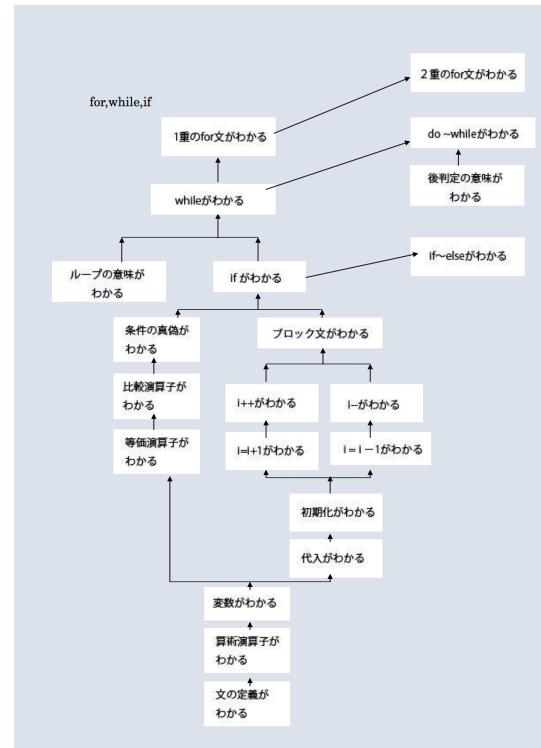 ２重のfor文がわかる
for,while,if
1重のfor文がわかる
do ~whileがわかる
後判定の意味が
わかる
whileがわかる
if～elseがわかる
ループの意味が
わかる
if がわかる
条件の真偽が
わかる
ブロック文がわかる
比較演算子が
わかる
i++がわかる
i--がわかる
等価演算子が
わかる
i=i+1がわかる
i = i －1がわかる
初期化がわかる
代入がわかる
変数がわかる
算術演算子が
わかる
文の定義が
わかる